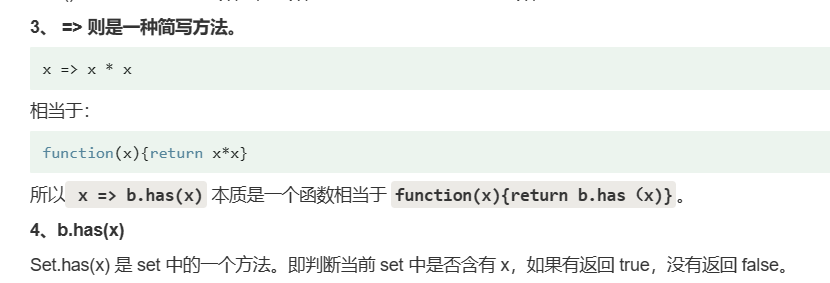 3、 => 则是一种简写方法。
x => x * x
相当于：
function(x){return x*x}
所以 x => b.has(x) 本质是一个函数相当于 function(x){return b.has（x)}。
4、b.has(x)
Set.has(x) 是 set 中的一个方法。即判断当前 set 中是否含有 x，如果有返回 true，没有返回 false。